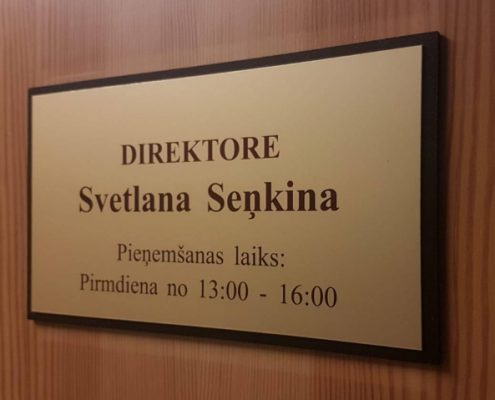 DIREKTORE
Svetlana Seņkina
Pieņemšanas laiks:
Pirmdiena no 13:00 - 16:00